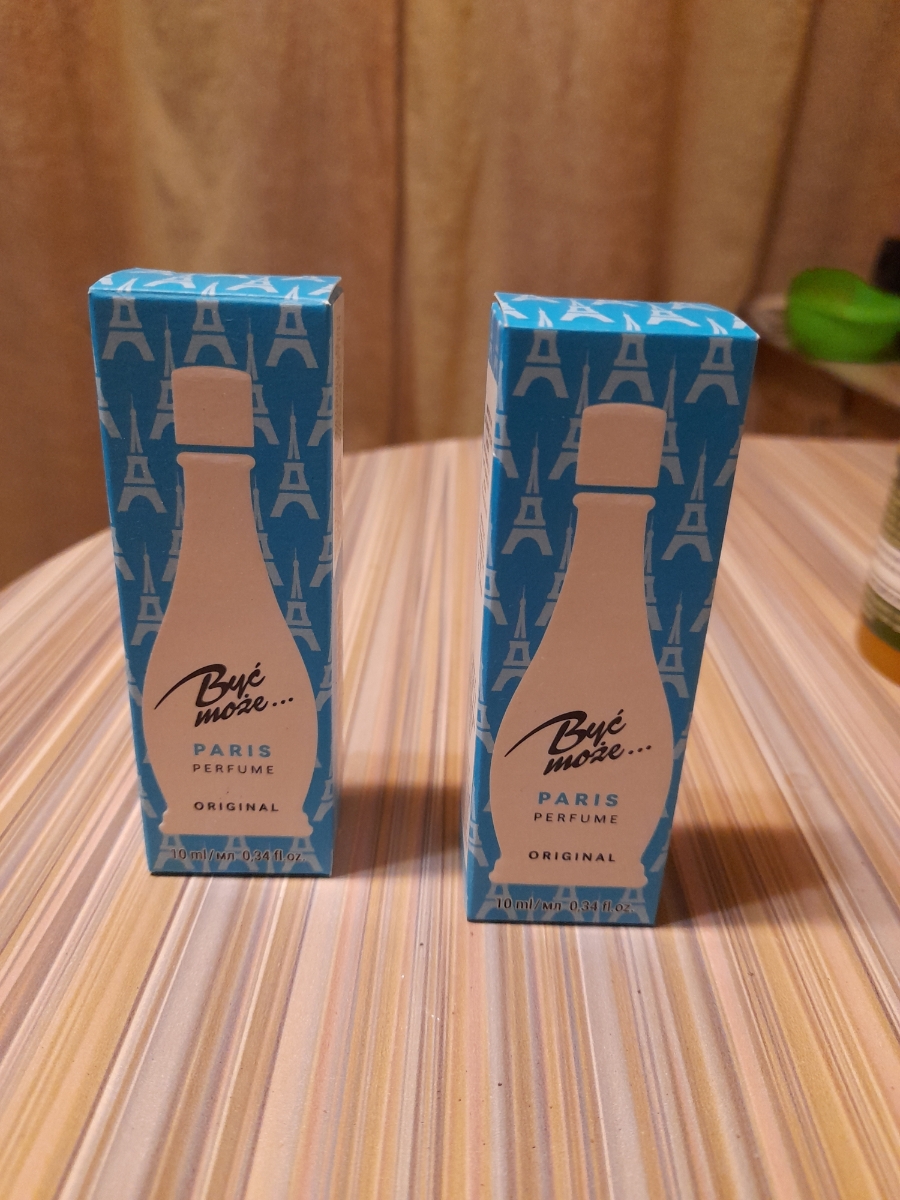 Być
może...
PARIS
PERFUME
ORIGINAL
10 ml/мл 0,34 fl oz.
Być
może...
PARIS
PERFUME
ORIGINAL
10 ml/мл 0,34 fl oz.